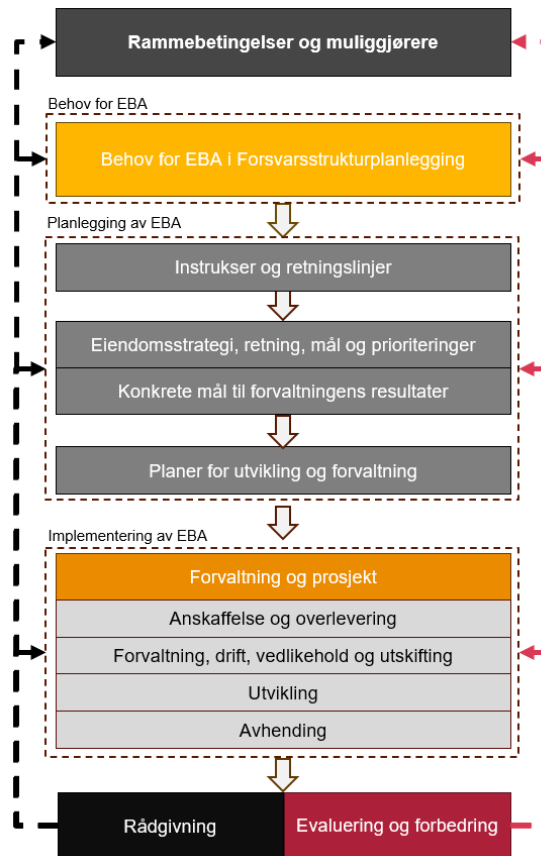 Rammebetingelser og muliggjørere
Behov for EBA
Behov for EBA i Forsvarsstrukturplanlegging
Planlegging av EBA
Instrukser og retningslinjer
Eiendomsstrategi, retning, mål og prioriteringer
Konkrete mål til forvaltningens resultater
Planer for utvikling og forvaltning
Implementering av EBA
Forvaltning og prosjekt
Anskaffelse og overlevering
Forvaltning, drift, vedlikehold og utskifting
Utvikling
Avhending
Rådgivning
Evaluering og forbedring